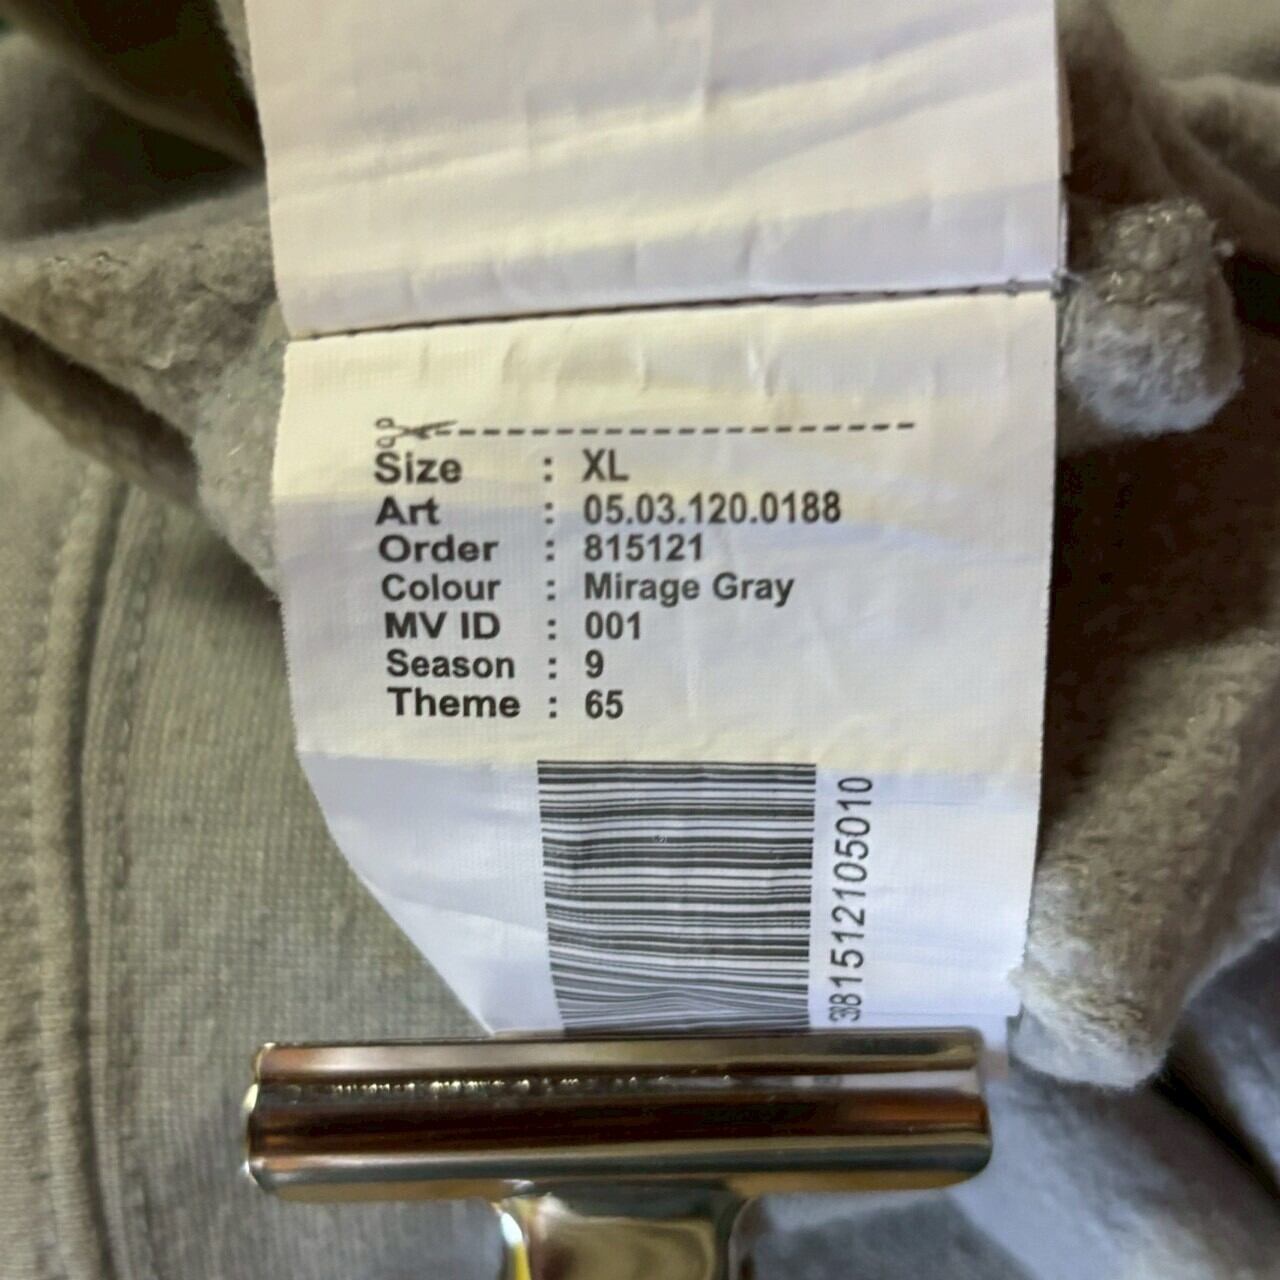 Size : XL
Art : 05.03.120.0188
Order : 815121
Colour : Mirage Gray
MV ID : 001
Season : 9
Theme : 65
381512105010